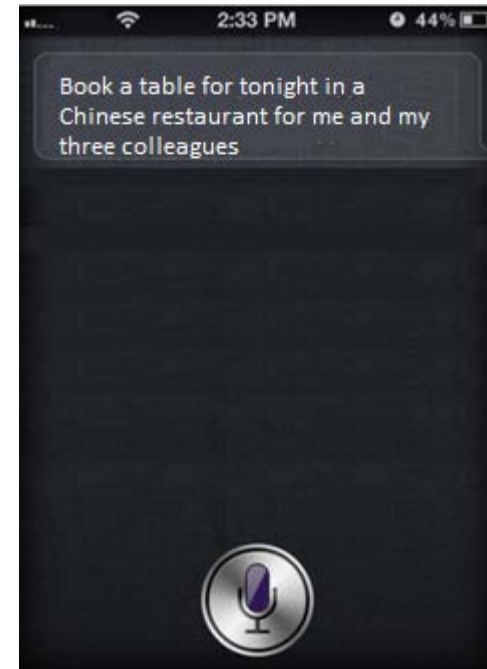 2:33 PM 44%
Book a table for tonight in a
Chinese restaurant for me and my
three colleagues